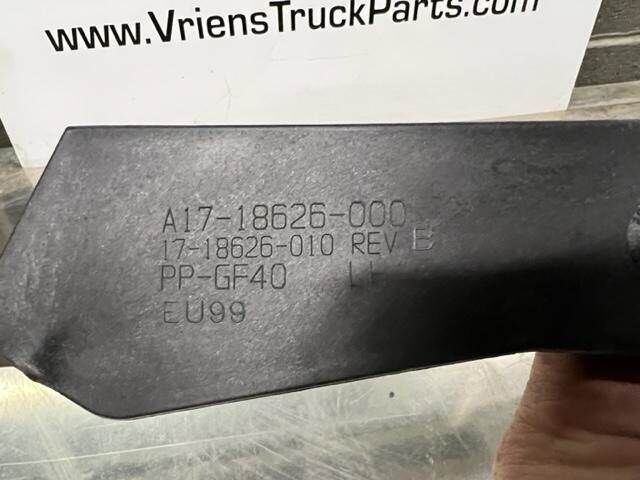 www.VriensTruckParts.com
A17-18626-000
17-18626-010 REV B
PP-GF40
EU99